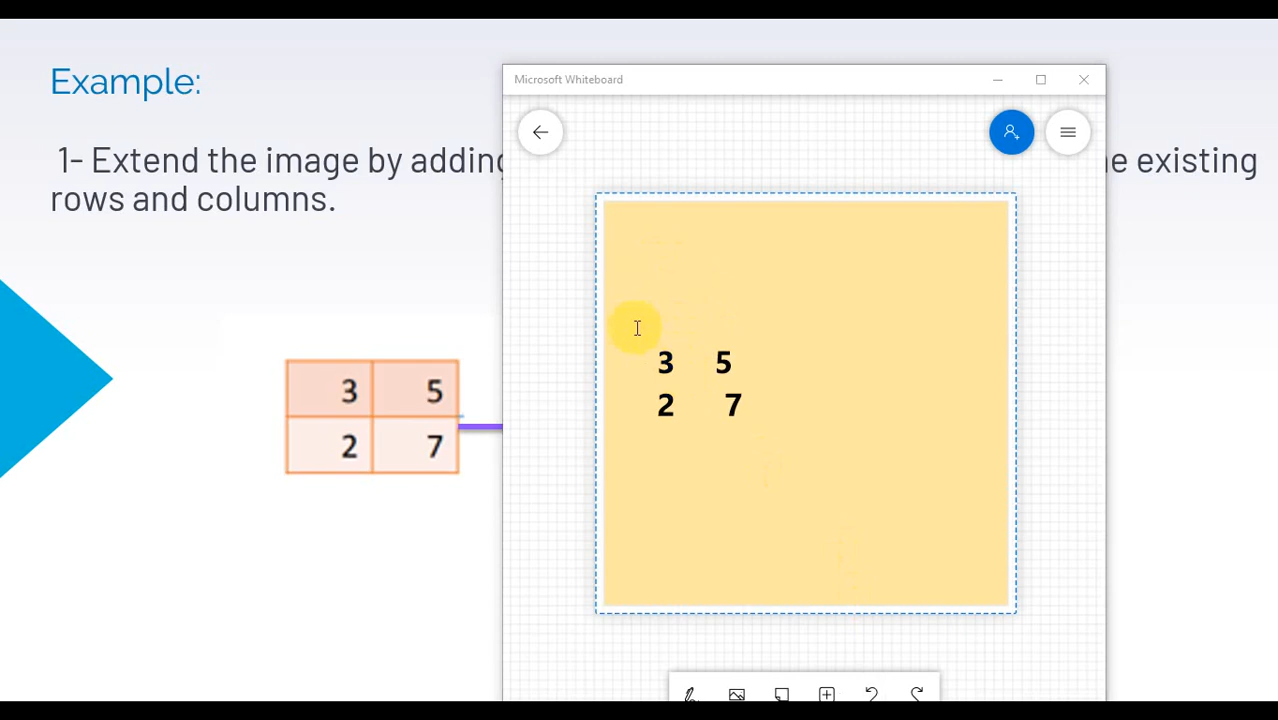 Example:
Microsoft Whiteboard
1- Extend the image by adding
e existing
rows and columns.
3 5
2 7
3 5
2 7